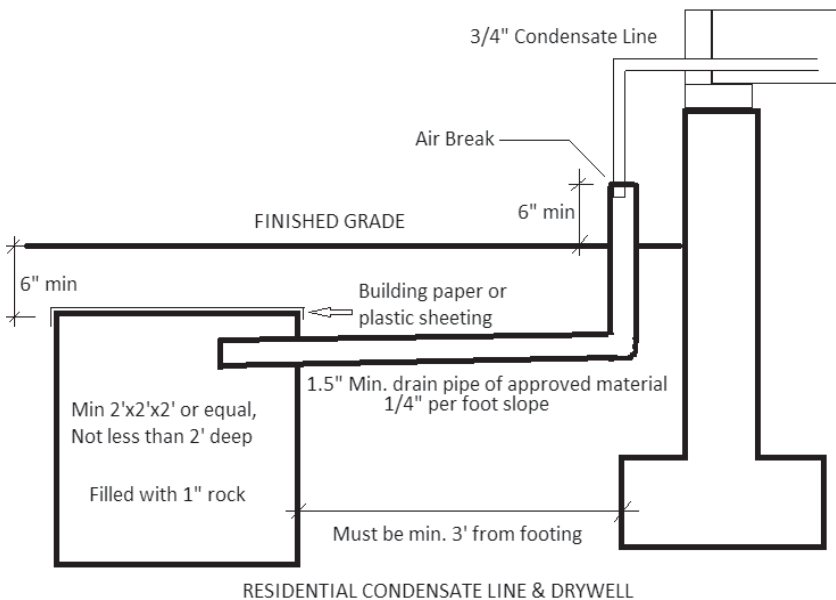 3/4" Condensate Line
Air Break
6" min
FINISHED GRADE
6" min
Building paper or
plastic sheeting
1.5" Min. drain pipe of approved material
1/4" per foot slope
Min 2'x2'x2' or equal,
Not less than 2' deep
Filled with 1" rock
Must be min. 3' from footing
RESIDENTIAL CONDENSATE LINE & DRYWELL